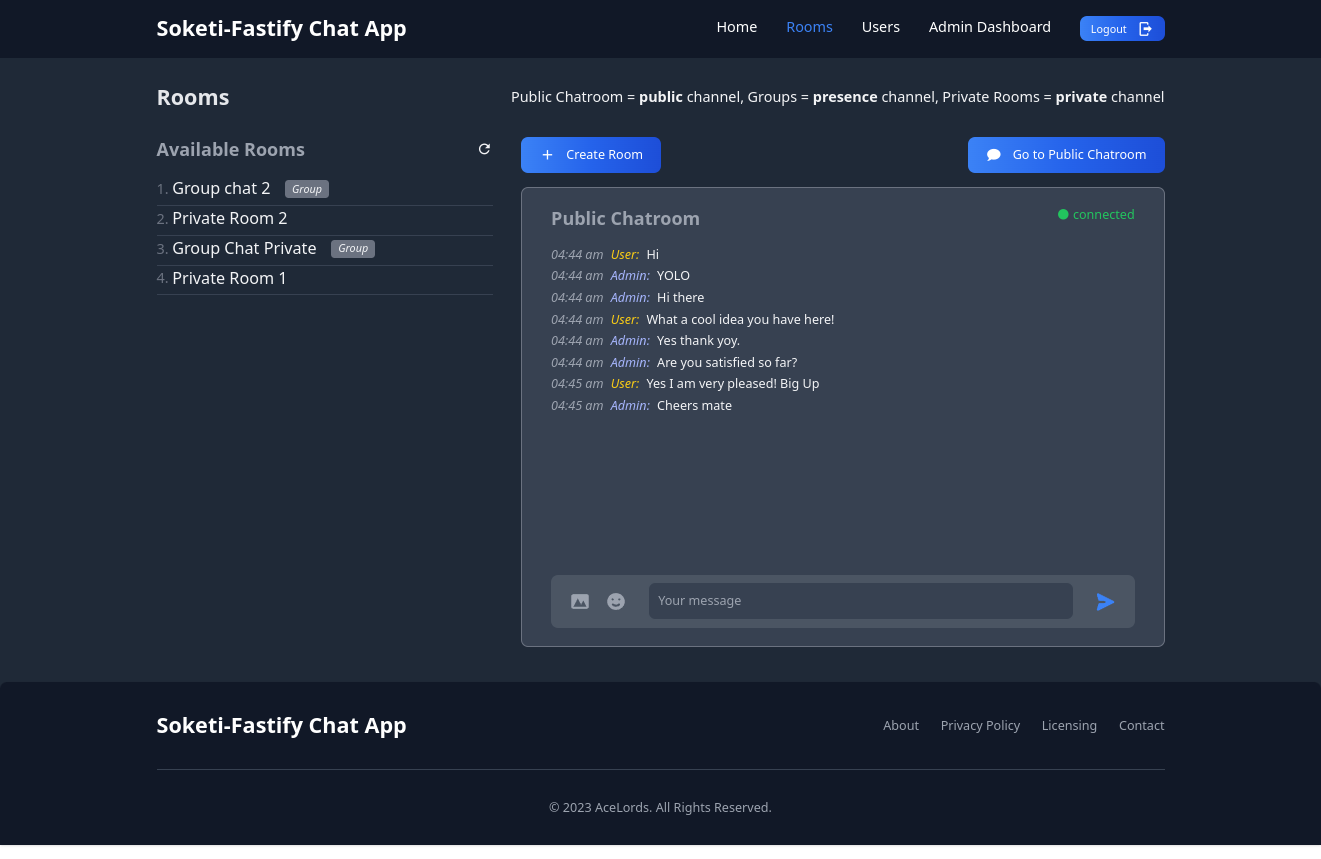 Soketi-Fastify Chat App
Home Rooms Users Admin Dashboard Logout
Rooms
Public Chatroom = public channel, Groups = presence channel, Private Rooms = private channel
Available Rooms
1. Group chat 2 Group
2. Private Room 2
3. Group Chat Private Group
4. Private Room 1
Create Room
Go to Public Chatroom
Public Chatroom
connected
04:44 am User: Hi
04:44 am Admin: YOLO
04:44 am Admin: Hi there
04:44 am User: What a cool idea you have here!
04:44 am Admin: Yes thank yoy.
04:44 am Admin: Are you satisfied so far?
04:45 am User: Yes I am very pleased! Big Up
04:45 am Admin: Cheers mate
Your message
Soketi-Fastify Chat App
About Privacy Policy Licensing Contact
© 2023 AceLords. All Rights Reserved.